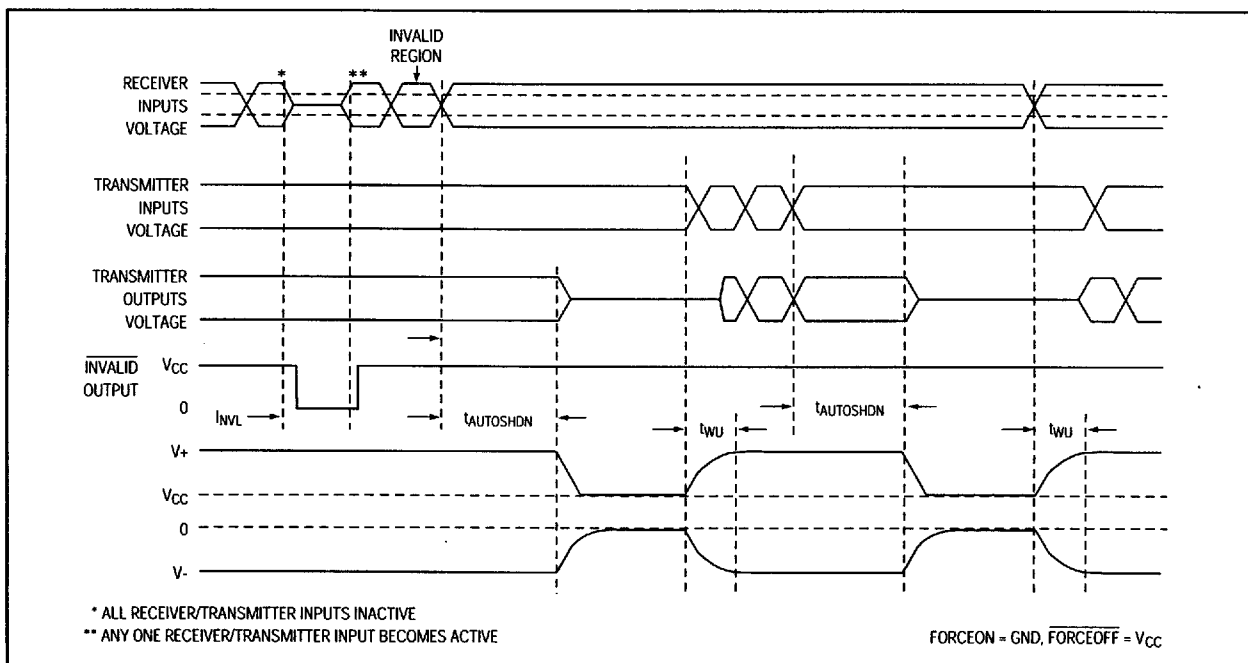 INVALID
REGION
* **
RECEIVER
INPUTS
VOLTAGE
TRANSMITTER
INPUTS
VOLTAGE
TRANSMITTER
OUTPUTS
VOLTAGE
INVALID
OUTPUT
VCC
0
INVL
tAUTOSHDN
tWU
tAUTOSHDN
tWU
V+
VCC
0
V-
* ALL RECEIVER/TRANSMITTER INPUTS INACTIVE
** ANY ONE RECEIVER/TRANSMITTER INPUT BECOMES ACTIVE
FORCEON = GND, FORCEOFF = VCC